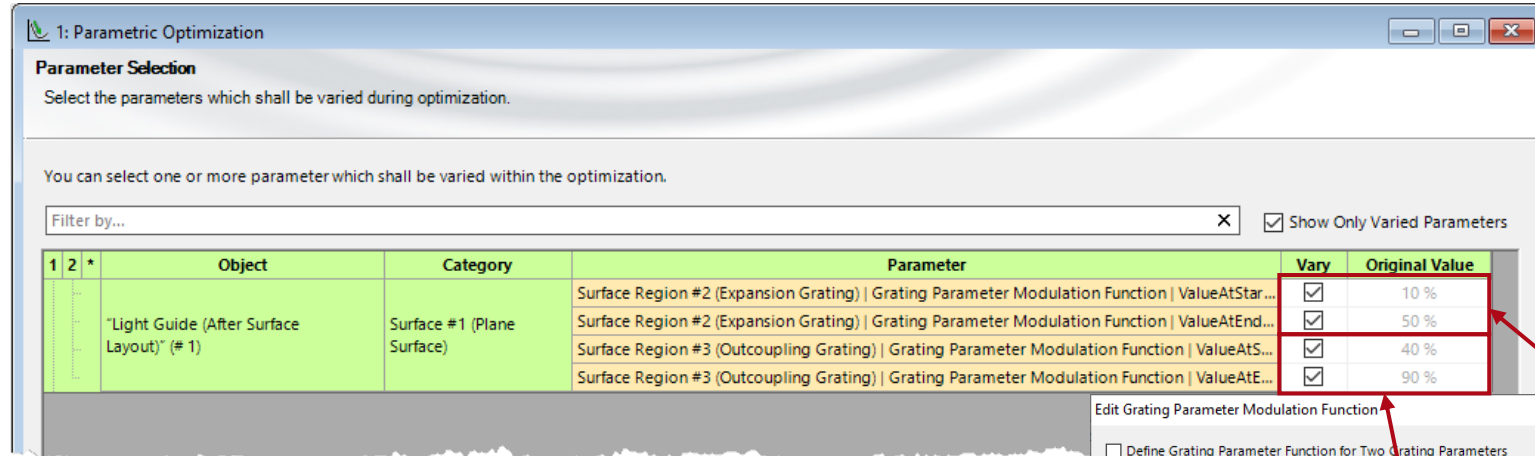 1: Parametric Optimization
Parameter Selection
Select the parameters which shall be varied during optimization.
You can select one or more parameter which shall be varied within the optimization.
Filter by... × Show Only Varied Parameters
1 2 * Object Category Parameter Vary Original Value
"Light Guide (After Surface Layout)" (# 1) Surface #1 (Plane Surface) Surface Region #2 (Expansion Grating) | Grating Parameter Modulation Function | ValueAtStar... 10 %
Surface Region #2 (Expansion Grating) | Grating Parameter Modulation Function | ValueAtEnd... 50 %
Surface Region #3 (Outcoupling Grating) | Grating Parameter Modulation Function | ValueAtS... 40 %
Surface Region #3 (Outcoupling Grating) | Grating Parameter Modulation Function | ValueAtE... 90 %
Edit Grating Parameter Modulation Function
Define Grating Parameter Function for Two Grating Parameters